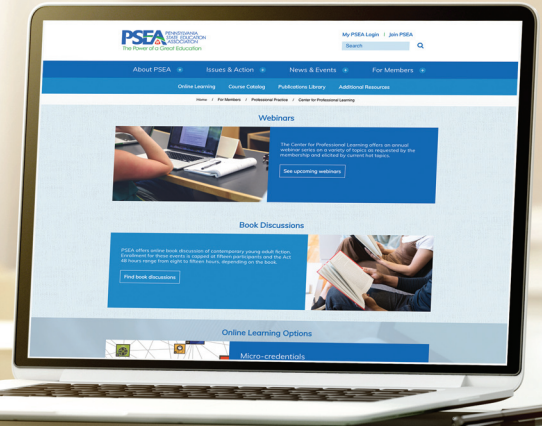 PSEA
PENNSYLVANIA
STATE EDUCATION
ASSOCIATION
The Power of a Great Education
My PSEA Login | Join PSEA
Search
About PSEA
Issues & Action
News & Events
For Members
Online Learning Course Catalog Publications Library Additional Resources
Home / For Members / Professional Practice / Center for Professional Learning
Webinars
The Center for Professional Learning offers an annual
webinar series on a variety of topics as requested by the
membership and elicited by current hot topics.
See upcoming webinars
Book Discussions
PSEA offers online book discussion of contemporary young adult fiction.
Enrollment for these events is capped at fifteen participants and the Act
48 hours range from eight to fifteen hours, depending on the book.
Find book discussions
Online Learning Options
Micro-credentials